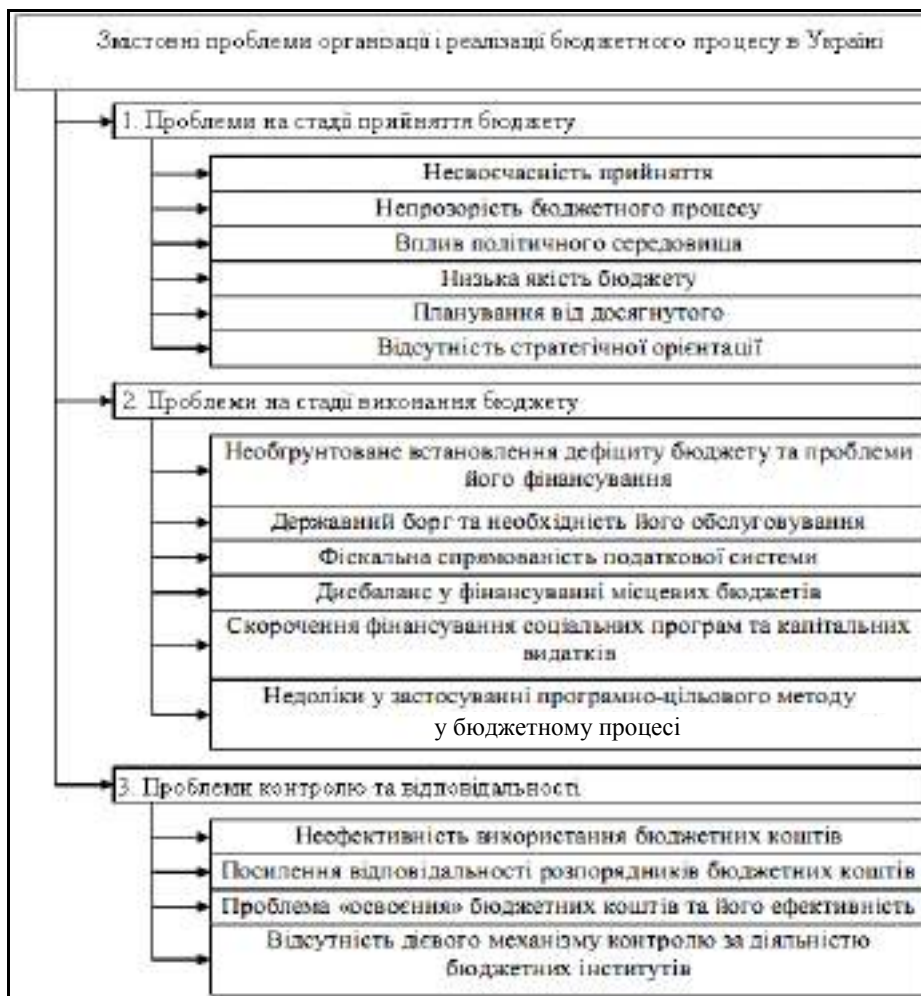 Змістовні проблеми організації і реалізації бюджетного процесу в Україні
1. Проблеми на стадії прийняття бюджету
Несвоєчасність прийняття
Непрозорість бюджетного процесу
Вплив політичного середовища
Низька якість бюджету
Планування від досягнутого
Відсутність стратегічної орієнтації
2. Проблеми на стадії виконання бюджету
Необгрунтоване встановлення дефіциту бюджету та проблеми
його фінансування
Державний борг та необхідність його обслуговування
Фіскальна спрямованість податкової системи
Дисбаланс у фінансуванні місцевих бюджетів
Скорочення фінансування соціальних програм та капітальних
видатків
Недоліки у застосуванні програмно-цільового методу
у бюджетному процесі
3. Проблеми контролю та відповідальності
Неефективність використання бюджетних коштів
Посилення відповідальності розпорядників бюджетних коштів
Проблема «освоєння» бюджетних коштів та його ефективність
Відсутність дієвого механізму контролю за діяльністю
бюджетних інститутів